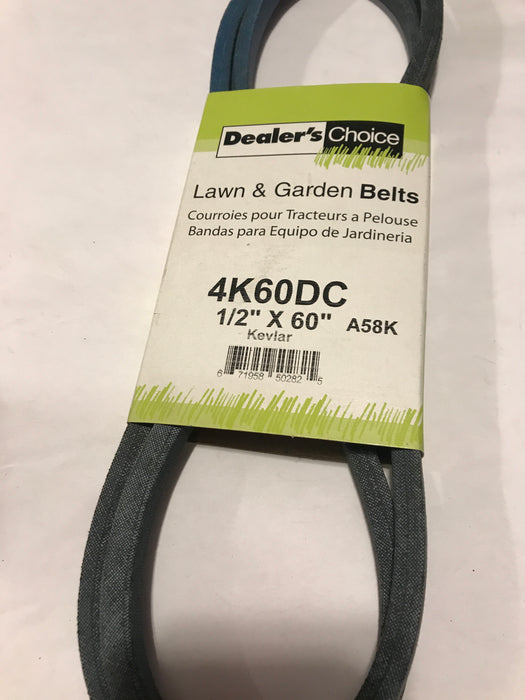 Dealer's Choice
Lawn & Garden Belts
Courroies pour Tracteurs a Pelouse
Bandas para Equipo de Jardineria
4K60DC
1/2" X 60" A58K
Kevlar
6 71958 50282 5